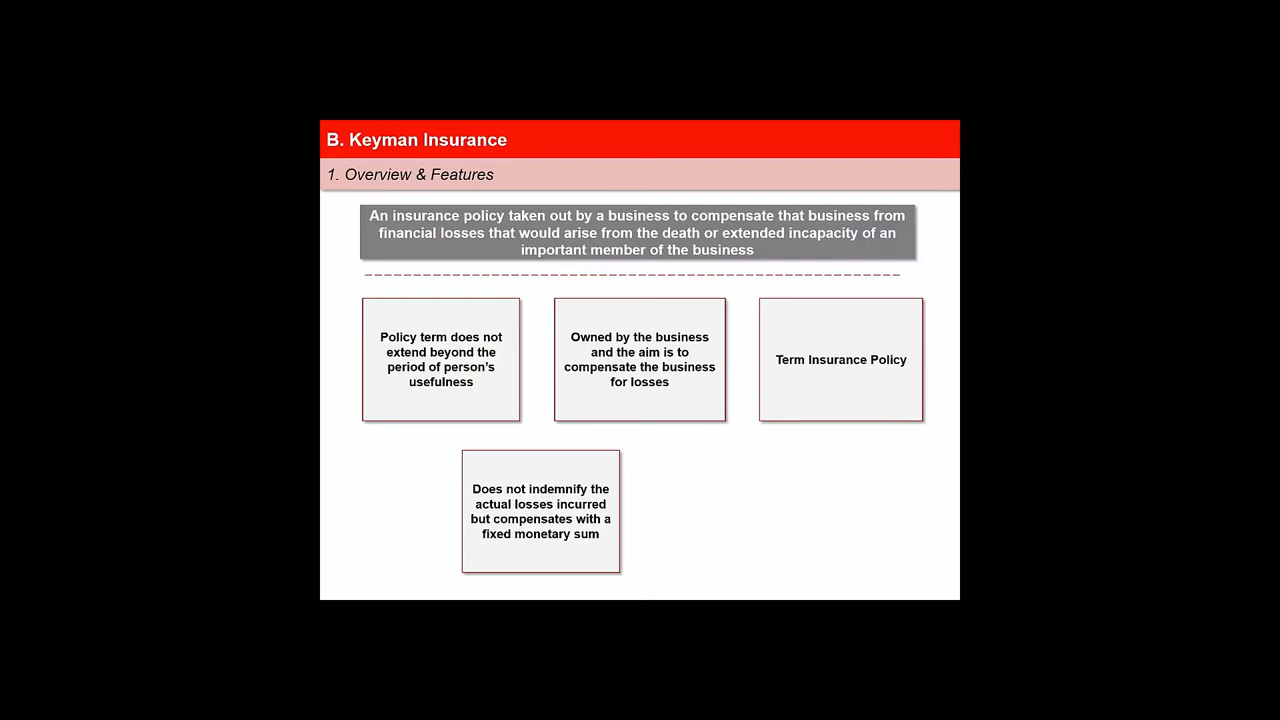 B. Keyman Insurance
1. Overview & Features
An insurance policy taken out by a business to compensate that business from
financial losses that would arise from the death or extended incapacity of an
important member of the business
Policy term does not
extend beyond the
period of person's
usefulness
Owned by the business
and the aim is to
compensate the business
for losses
Term Insurance Policy
Does not indemnify the
actual losses incurred
but compensates with a
fixed monetary sum